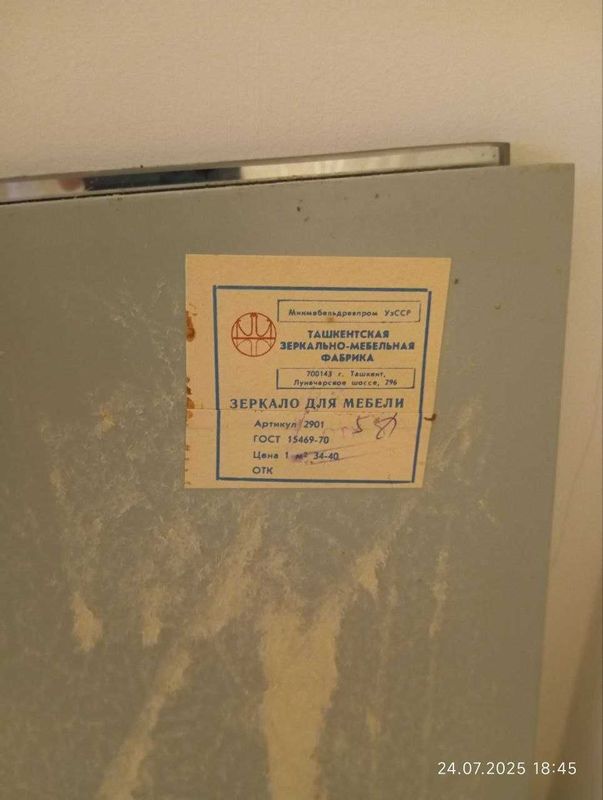 Минмебельдревпром УзССР
ТАШКЕНТСКАЯ
ЗЕРКАЛЬНО-МЕБЕЛЬНАЯ
ФАБРИКА
700143 г. Ташкент,
Луначарское шоссе, 296
ЗЕРКАЛО ДЛЯ МЕБЕЛИ
Артикул 2901
ГОСТ 15469-70
Цена 1 м² 34-40
ОТК
24.07.2025 18:45